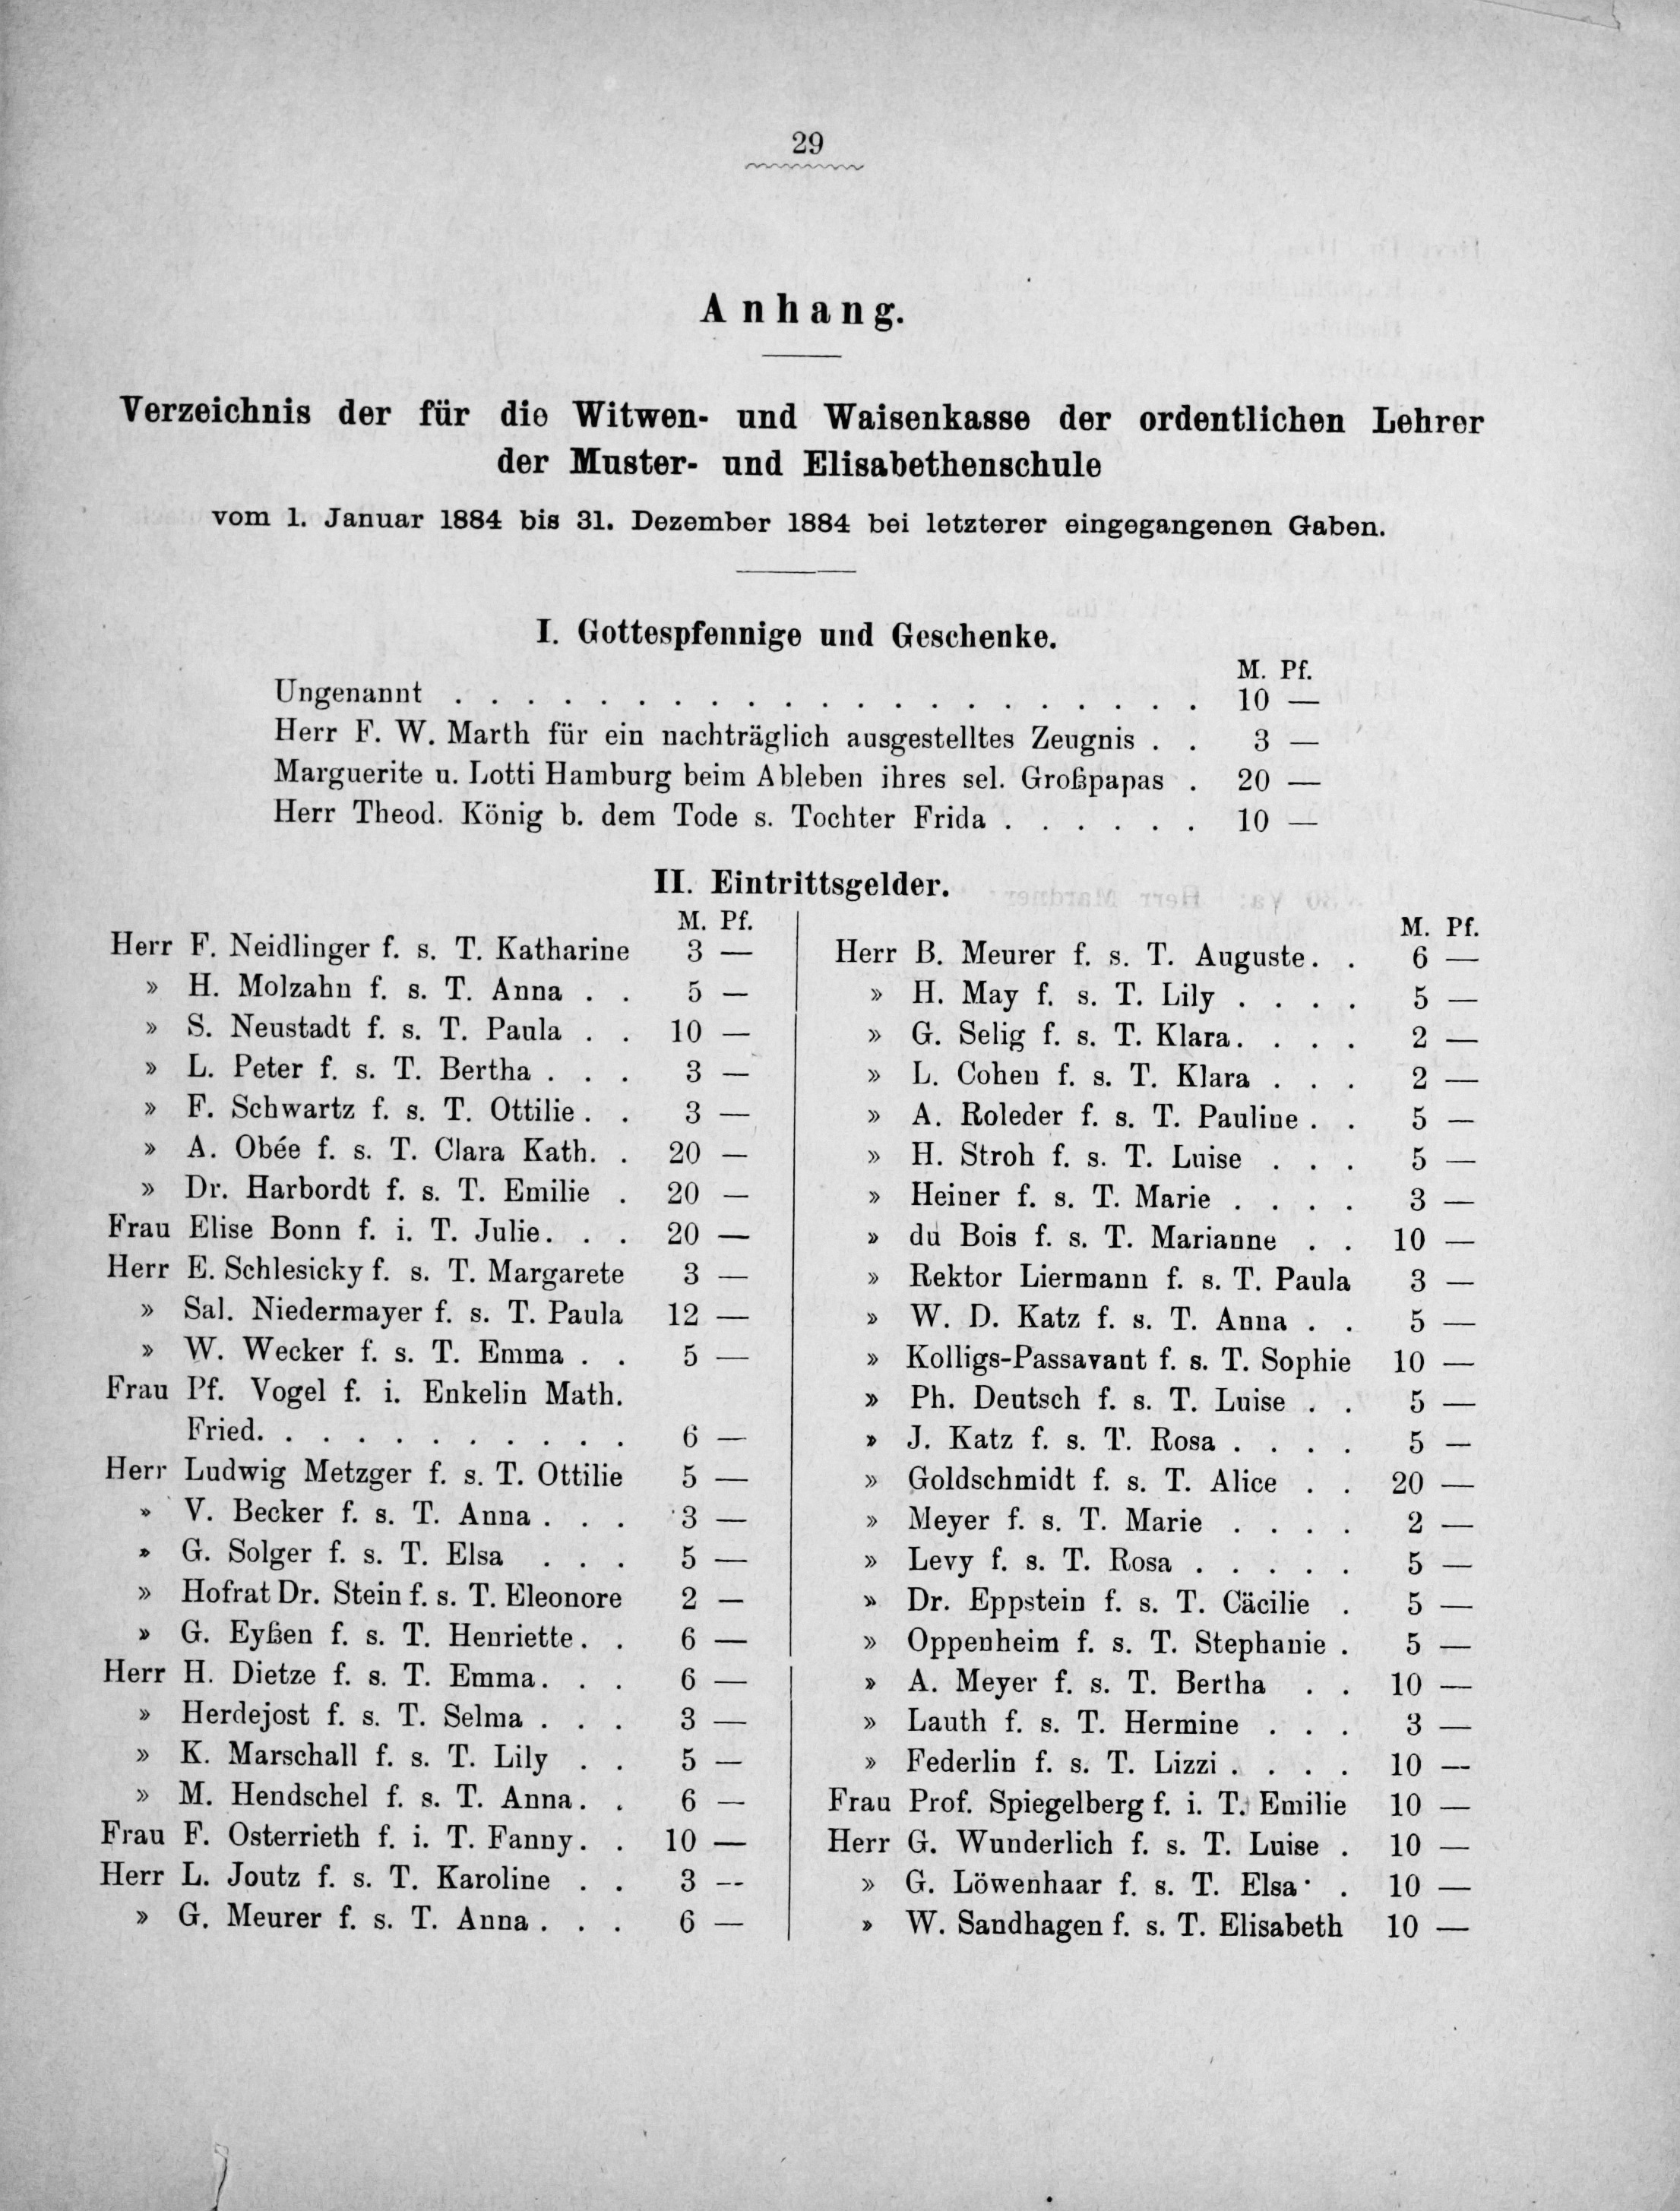 29
Anhang.
Verzeichnis der für die Witwen- und Waisenkasse der ordentlichen Lehrer
der Muster- und Elisabethenschule
vom 1. Januar 1884 bis 31. Dezember 1884 bei letzterer eingegangenen Gaben.
I. Gottespfennige und Geschenke.
M. Pf.
Ungenannt . . . . . . . . . . . . . . . . . . . . . 10 —
Herr F. W. Marth für ein nachträglich ausgestelltes Zeugnis . . 3 —
Marguerite u. Lotti Hamburg beim Ableben ihres sel. Großpapas . 20 —
Herr Theod. König b. dem Tode s. Tochter Frida . . . . . . 10 —
II. Eintrittsgelder.
M. Pf.
Herr F. Neidlinger f. s. T. Katharine 3 —
» H. Molzahn f. s. T. Anna . . 5 —
» S. Neustadt f. s. T. Paula . . 10 —
» L. Peter f. s. T. Bertha . . . 3 —
» F. Schwartz f. s. T. Ottilie . . 3 —
» A. Obée f. s. T. Clara Kath. . 20 —
» Dr. Harbordt f. s. T. Emilie . 20 —
Frau Elise Bonn f. i. T. Julie. . . 20 —
Herr E. Schlesicky f. s. T. Margarete 3 —
» Sal. Niedermayer f. s. T. Paula 12 —
» W. Wecker f. s. T. Emma . . 5 —
Frau Pf. Vogel f. i. Enkelin Math.
Fried. . . . . . . . . . . 6 —
Herr Ludwig Metzger f. s. T. Ottilie 5 —
» V. Becker f. s. T. Anna . . . 3 —
» G. Solger f. s. T. Elsa . . . 5 —
» Hofrat Dr. Stein f. s. T. Eleonore 2 —
» G. Eyßen f. s. T. Henriette. . 6 —
Herr H. Dietze f. s. T. Emma. . . 6 —
» Herdejost f. s. T. Selma . . . 3 —
» K. Marschall f. s. T. Lily . . 5 —
» M. Hendschel f. s. T. Anna. . 6 —
Frau F. Osterrieth f. i. T. Fanny. . 10 —
Herr L. Joutz f. s. T. Karoline . . 3 —
» G. Meurer f. s. T. Anna . . . 6 —
M. Pf.
Herr B. Meurer f. s. T. Auguste. . 6 —
» H. May f. s. T. Lily . . . . 5 —
» G. Selig f. s. T. Klara. . . . 2 —
» L. Cohen f. s. T. Klara . . . 2 —
» A. Roleder f. s. T. Pauline . . 5 —
» H. Stroh f. s. T. Luise . . . 5 —
» Heiner f. s. T. Marie . . . . 3 —
» du Bois f. s. T. Marianne . . 10 —
» Rektor Liermann f. s. T. Paula 3 —
» W. D. Katz f. s. T. Anna . . 5 —
» Kolligs-Passavant f. s. T. Sophie 10 —
» Ph. Deutsch f. s. T. Luise . . 5 —
» J. Katz f. s. T. Rosa . . . . 5 —
» Goldschmidt f. s. T. Alice . . 20 —
» Meyer f. s. T. Marie . . . . 2 —
» Levy f. s. T. Rosa . . . . . 5 —
» Dr. Eppstein f. s. T. Cäcilie . 5 —
» Oppenheim f. s. T. Stephanie . 5 —
» A. Meyer f. s. T. Bertha . . 10 —
» Lauth f. s. T. Hermine . . . 3 —
» Federlin f. s. T. Lizzi . . . . 10 —
Frau Prof. Spiegelberg f. i. T. Emilie 10 —
Herr G. Wunderlich f. s. T. Luise . 10 —
» G. Löwenhaar f. s. T. Elsa . 10 —
» W. Sandhagen f. s. T. Elisabeth 10 —